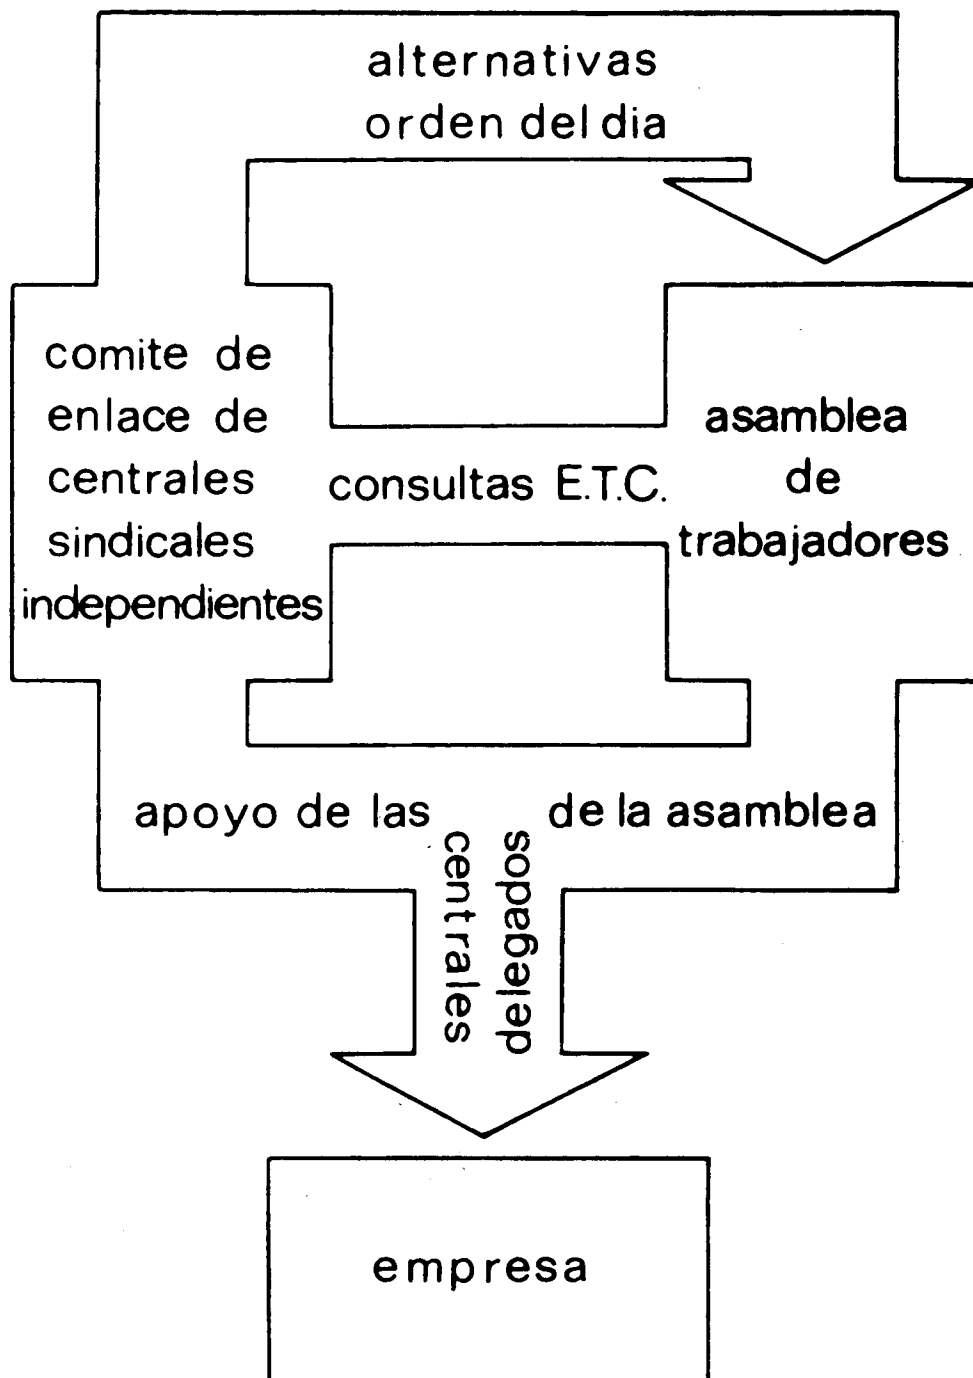 alternativas
orden del dia
comite de
enlace de
centrales
sindicales
independientes
consultas E.T.C.
asamblea
de
trabajadores
apoyo de las
centrales
delegados
de la asamblea
empresa